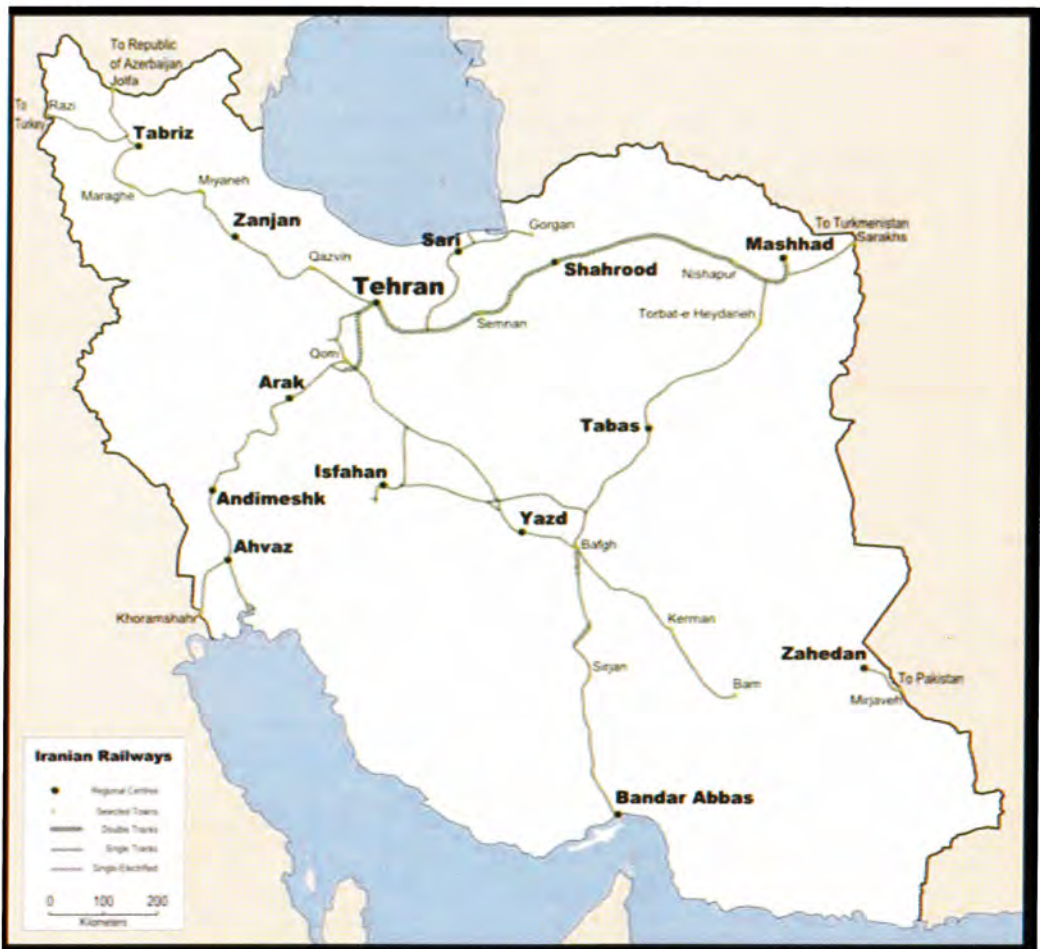 To Republic
of Azerbaijan
Jolfa
To
Turkey
Razi
Tabriz
Maraghe
Miyaneh
Zanjan
Qazvin
Tehran
Sari
Gorgan
Shahrood
Semnan
Nishapur
Mashhad
To Turkmenistan
Sarakhs
Torbat-e Heydarieh
Qom
Arak
Tabas
Isfahan
Andimeshk
Yazd
Ahvaz
Bafgh
Khoramshahr
Kerman
Zahedan
Sirjan
Bam
To Pakistan
Mirjaveh
Bandar Abbas
Iranian Railways
Regional Centres
Selected Towns
Double Tracks
Single Tracks
Single-Electrified
0 100 200
Kilometers